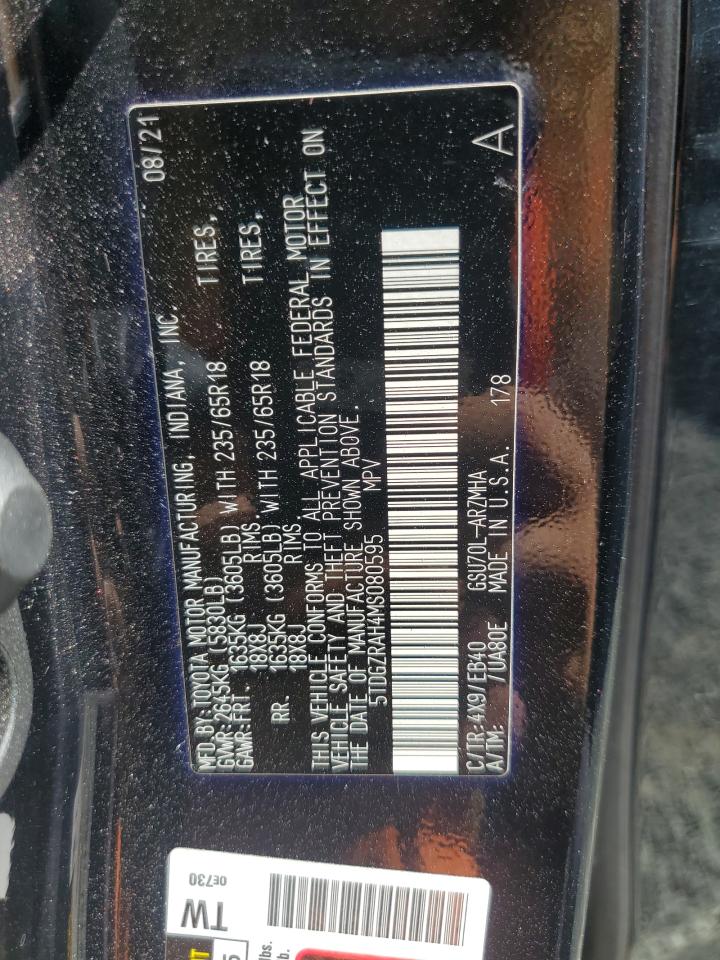 MFD. BY: TOYOTA MOTOR MANUFACTURING, INDIANA, INC. 08/21
GVWR: 2645KG (5830LB)
GAWR: FRT. 1635KG (3605LB) WITH 235/65R18 TIRES,
18X8J RIMS.
RR. 1635KG (3605LB) WITH 235/65R18 TIRES,
18X8J RIMS.
THIS VEHICLE CONFORMS TO ALL APPLICABLE FEDERAL MOTOR
VEHICLE SAFETY AND THEFT PREVENTION STANDARDS IN EFFECT ON
THE DATE OF MANUFACTURE SHOWN ABOVE.
5TDGZRAH4MS080595 MPV
C/TR: 4X9/EB40 GSU70L-ARZMHA
A/TM: /UA80E MADE IN U.S.A. 178
A
TW
0E730
lbs.